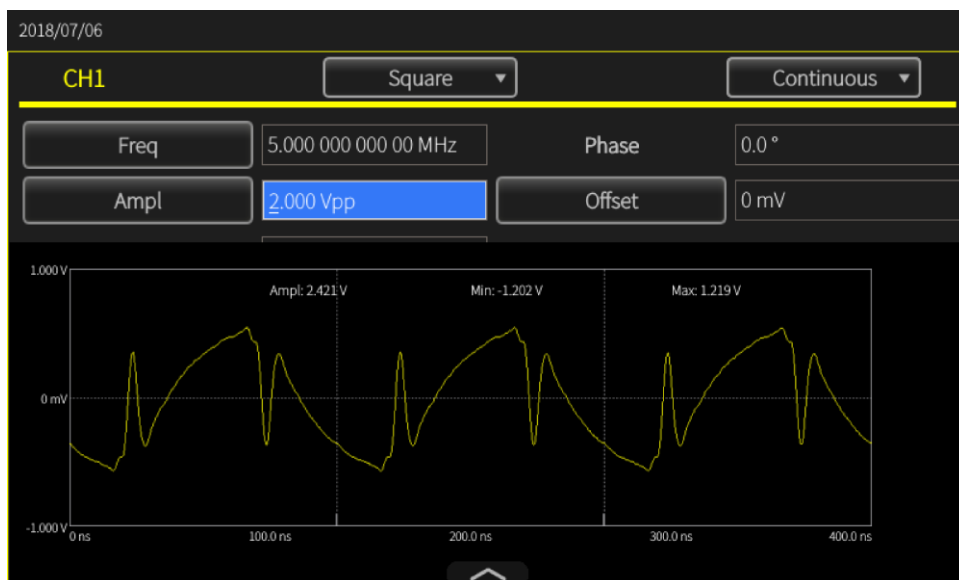 2018/07/06
CH1 Square Continuous
Freq 5.000 000 000 00 MHz Phase 0.0 °
Ampl 2.000 Vpp Offset 0 mV
1.000 V
Ampl: 2.421 V Min: -1.202 V Max: 1.219 V
0 mV
-1.000 V
0 ns 100.0 ns 200.0 ns 300.0 ns 400.0 ns